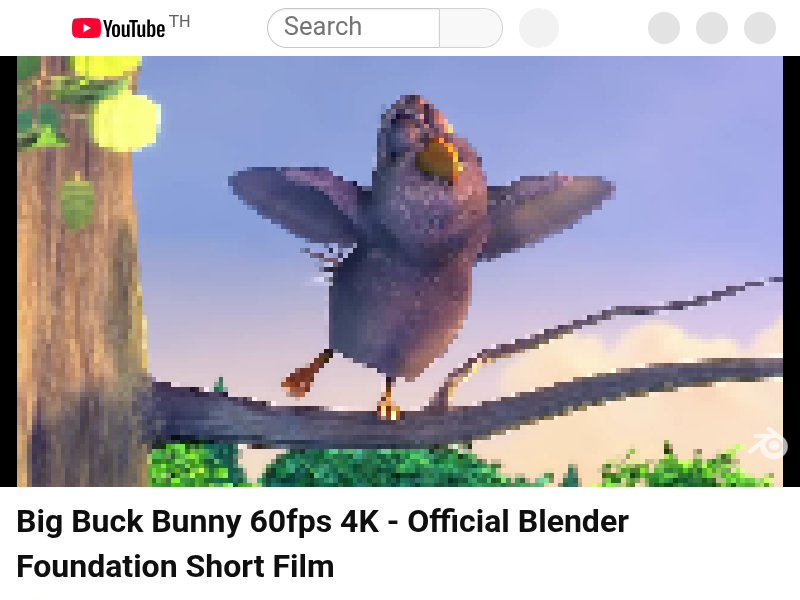 YouTube TH
Search
Big Buck Bunny 60fps 4K - Official Blender
Foundation Short Film